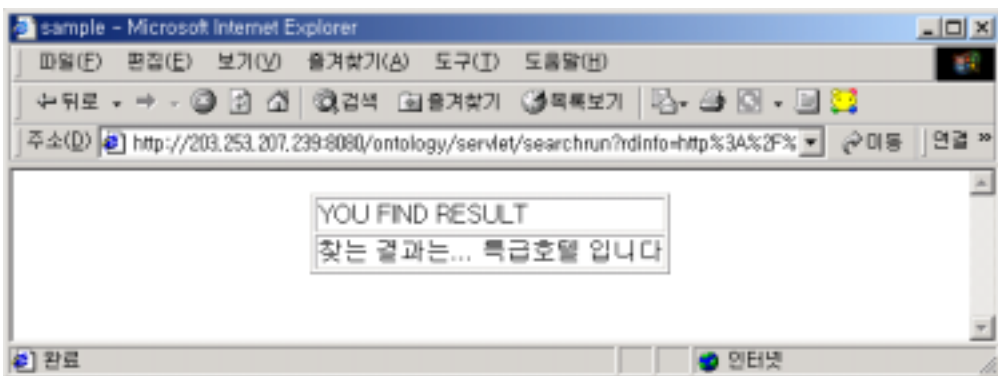 sample - Microsoft Internet Explorer
파일(F) 편집(E) 보기(V) 즐겨찾기(A) 도구(T) 도움말(H)
뒤로 검색 즐겨찾기 목록보기
주소(D) http://203.253.207.239:8080/ontology/servlet/searchrun?rdinfo=http%3A%2F% 이동 연결 »
YOU FIND RESULT
찾는 결과는... 특급호텔 입니다
완료 인터넷